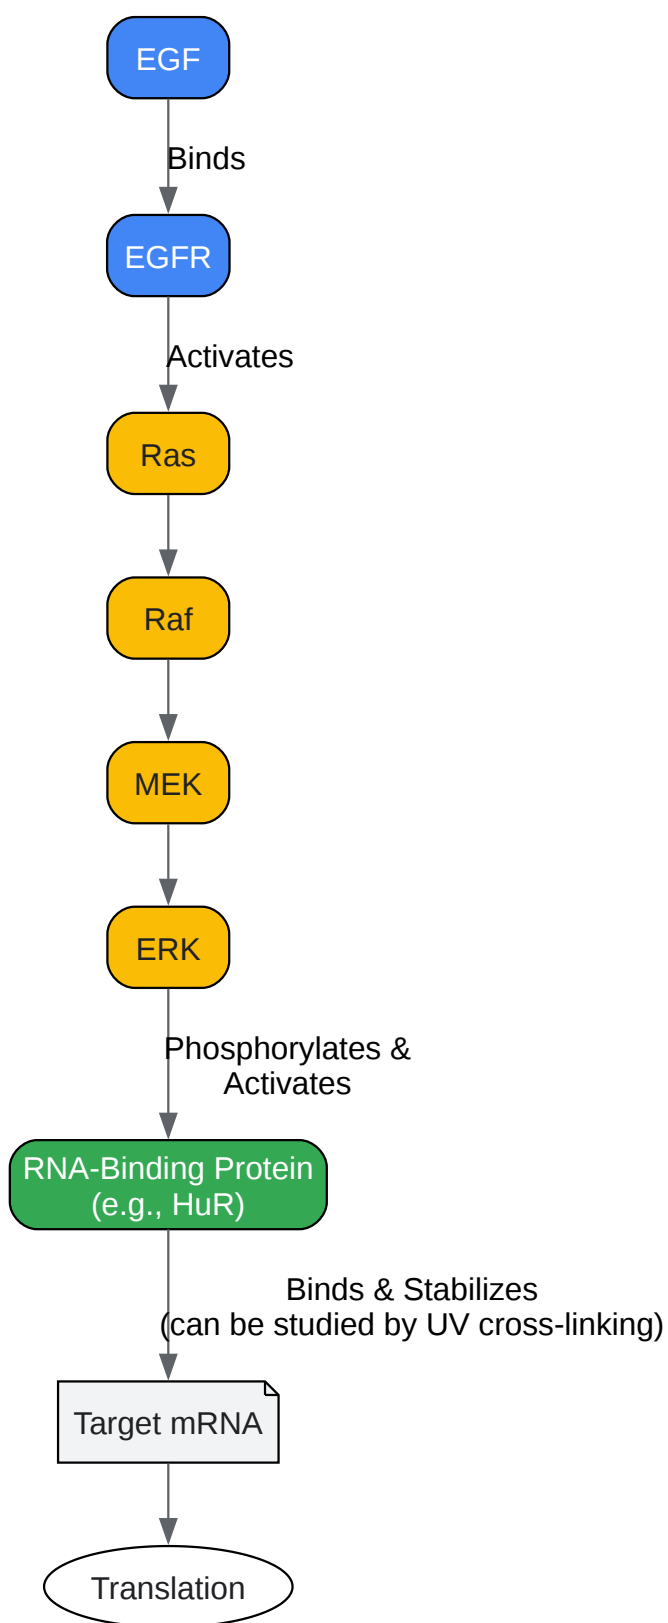 EGF
Binds
EGFR
Activates
Ras
Raf
MEK
ERK
Phosphorylates &
Activates
RNA-Binding Protein
(e.g., HuR)
Binds & Stabilizes
(can be studied by UV cross-linking)
Target mRNA
Translation